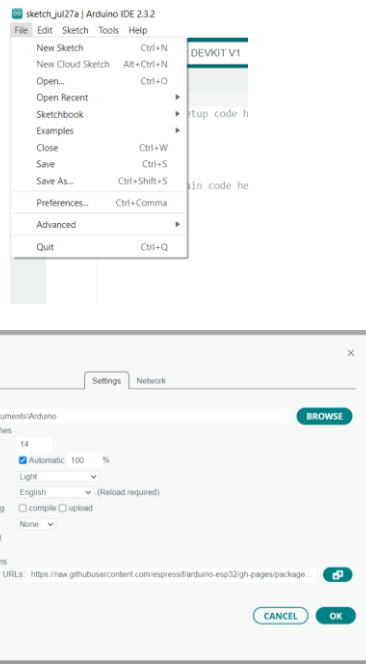 sketch_jul27a | Arduino IDE 2.3.2
File Edit Sketch Tools Help
New Sketch Ctrl+N
DEVKIT V1
New Cloud Sketch Alt+Ctrl+N
Open... Ctrl+O
Open Recent
Sketchbook
etup code h
Examples
Close Ctrl+W
Save Ctrl+S
Save As... Ctrl+Shift+S
ain code he
Preferences... Ctrl+Comma
Advanced
Quit Ctrl+Q
Settings Network
uments\Arduino BROWSE
hes
14
Automatic 100 %
Light
English (Reload required)
g compile upload
None
ns
URLs: https://raw.githubusercontent.com/espressif/arduino-esp32/gh-pages/package...
CANCEL OK